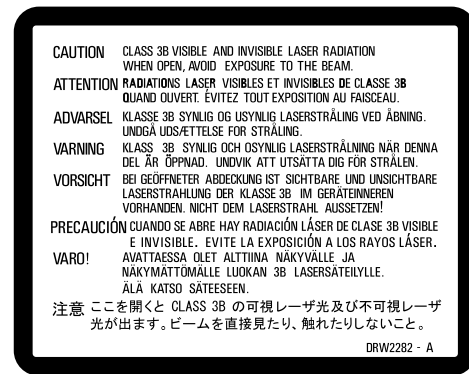 CAUTION CLASS 3B VISIBLE AND INVISIBLE LASER RADIATION
WHEN OPEN, AVOID EXPOSURE TO THE BEAM.
ATTENTION RADIATIONS LASER VISIBLES ET INVISIBLES DE CLASSE 3B
QUAND OUVERT. ÉVITEZ TOUT EXPOSITION AU FAISCEAU.
ADVARSEL KLASSE 3B SYNLIG OG USYNLIG LASERSTRÅLING VED ÅBNING.
UNDGÅ UDSÆTTELSE FOR STRÅLING.
VARNING KLASS 3B SYNLIG OCH OSYNLIG LASERSTRÅLNING NÄR DENNA
DEL ÄR ÖPPNAD. UNDVIK ATT UTSÄTTA DIG FÖR STRÅLEN.
VORSICHT BEI GEÖFFNETER ABDECKUNG IST SICHTBARE UND UNSICHTBARE
LASERSTRAHLUNG DER KLASSE 3B IM GERÄTEINNEREN
VORHANDEN. NICHT DEM LASERSTRAHL AUSSETZEN!
PRECAUCIÓN CUANDO SE ABRE HAY RADIACIÓN LÁSER DE CLASE 3B VISIBLE
E INVISIBLE. EVITE LA EXPOSICIÓN A LOS RAYOS LÁSER.
VARO! AVATTAESSA OLET ALTTIINA NÄKYVÄLLE JA
NÄKYMÄTTÖMÄLLE LUOKAN 3B LASERSÄTEILYLLE.
ÄLÄ KATSO SÄTEESEEN.
注意 ここを開くと CLASS 3B の可視レーザ光及び不可視レーザ
光が出ます。ビームを直接見たり、触れたりしないこと。
DRW2282 - A